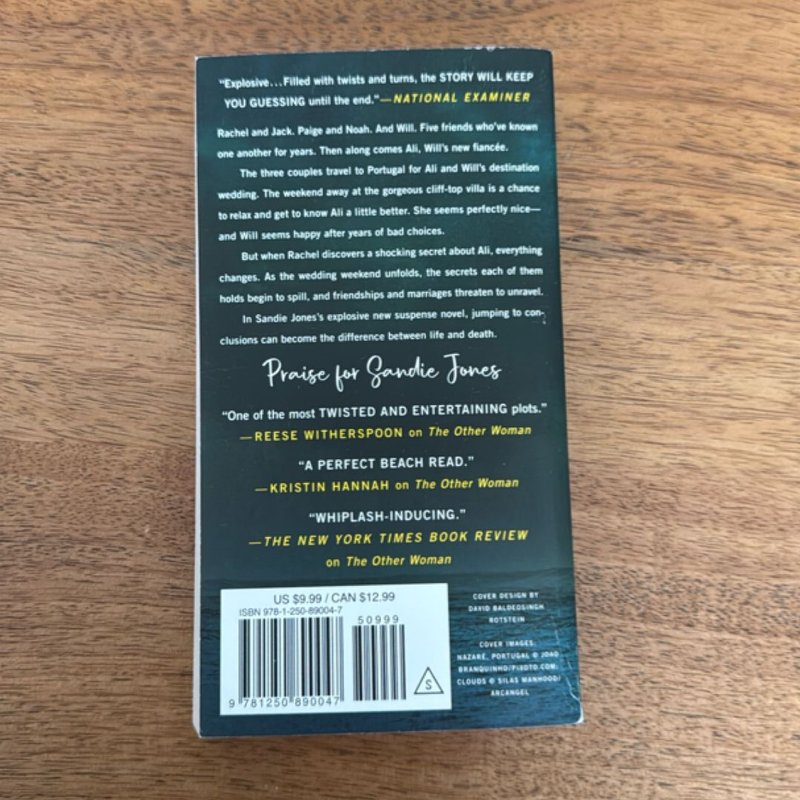 “Explosive...Filled with twists and turns, the STORY WILL KEEP
YOU GUESSING until the end.”—NATIONAL EXAMINER
Rachel and Jack. Paige and Noah. And Will. Five friends who’ve known
one another for years. Then along comes Ali, Will’s new fiancée.
The three couples travel to Portugal for Ali and Will’s destination
wedding. The weekend away at the gorgeous cliff-top villa is a chance
to relax and get to know Ali a little better. She seems perfectly nice—
and Will seems happy after years of bad choices.
But when Rachel discovers a shocking secret about Ali, everything
changes. As the wedding weekend unfolds, the secrets each of them
holds begin to spill, and friendships and marriages threaten to unravel.
In Sandie Jones’s explosive new suspense novel, jumping to con-
clusions can become the difference between life and death.
Praise for Sandie Jones
“One of the most TWISTED AND ENTERTAINING plots.”
—REESE WITHERSPOON on The Other Woman
“A PERFECT BEACH READ.”
—KRISTIN HANNAH on The Other Woman
“WHIPLASH-INDUCING.”
—THE NEW YORK TIMES BOOK REVIEW
on The Other Woman
US $9.99 / CAN $12.99
ISBN 978-1-250-89004-7
50999
9 781250 890047
S
COVER DESIGN BY
DAVID BALDEOSINGH
ROTSTEIN
COVER IMAGES:
NAZARÉ, PORTUGAL © JOAO
BRANQUINHO/PIXOTO.COM;
CLOUDS © SILAS MANHOOD/
ARCANGEL